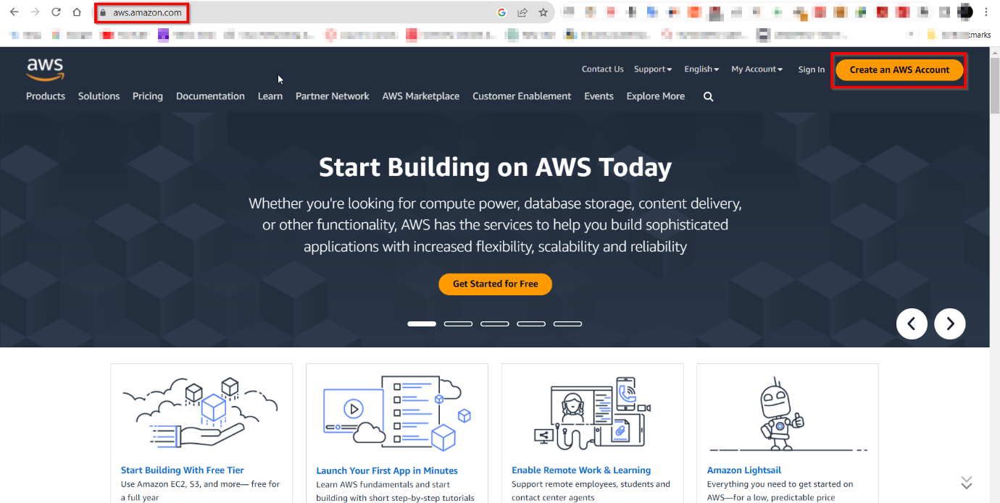 aws.amazon.com
kmarks
aws
Contact Us Support English My Account Sign In Create an AWS Account
Products Solutions Pricing Documentation Learn Partner Network AWS Marketplace Customer Enablement Events Explore More
Start Building on AWS Today
Whether you're looking for compute power, database storage, content delivery,
or other functionality, AWS has the services to help you build sophisticated
applications with increased flexibility, scalability and reliability
Get Started for Free
Start Building With Free Tier
Use Amazon EC2, S3, and more— free for
a full year
Launch Your First App in Minutes
Learn AWS fundamentals and start
building with short step-by-step tutorials
Enable Remote Work & Learning
Support remote employees, students and
contact center agents
Amazon Lightsail
Everything you need to get started on
AWS—for a low, predictable price